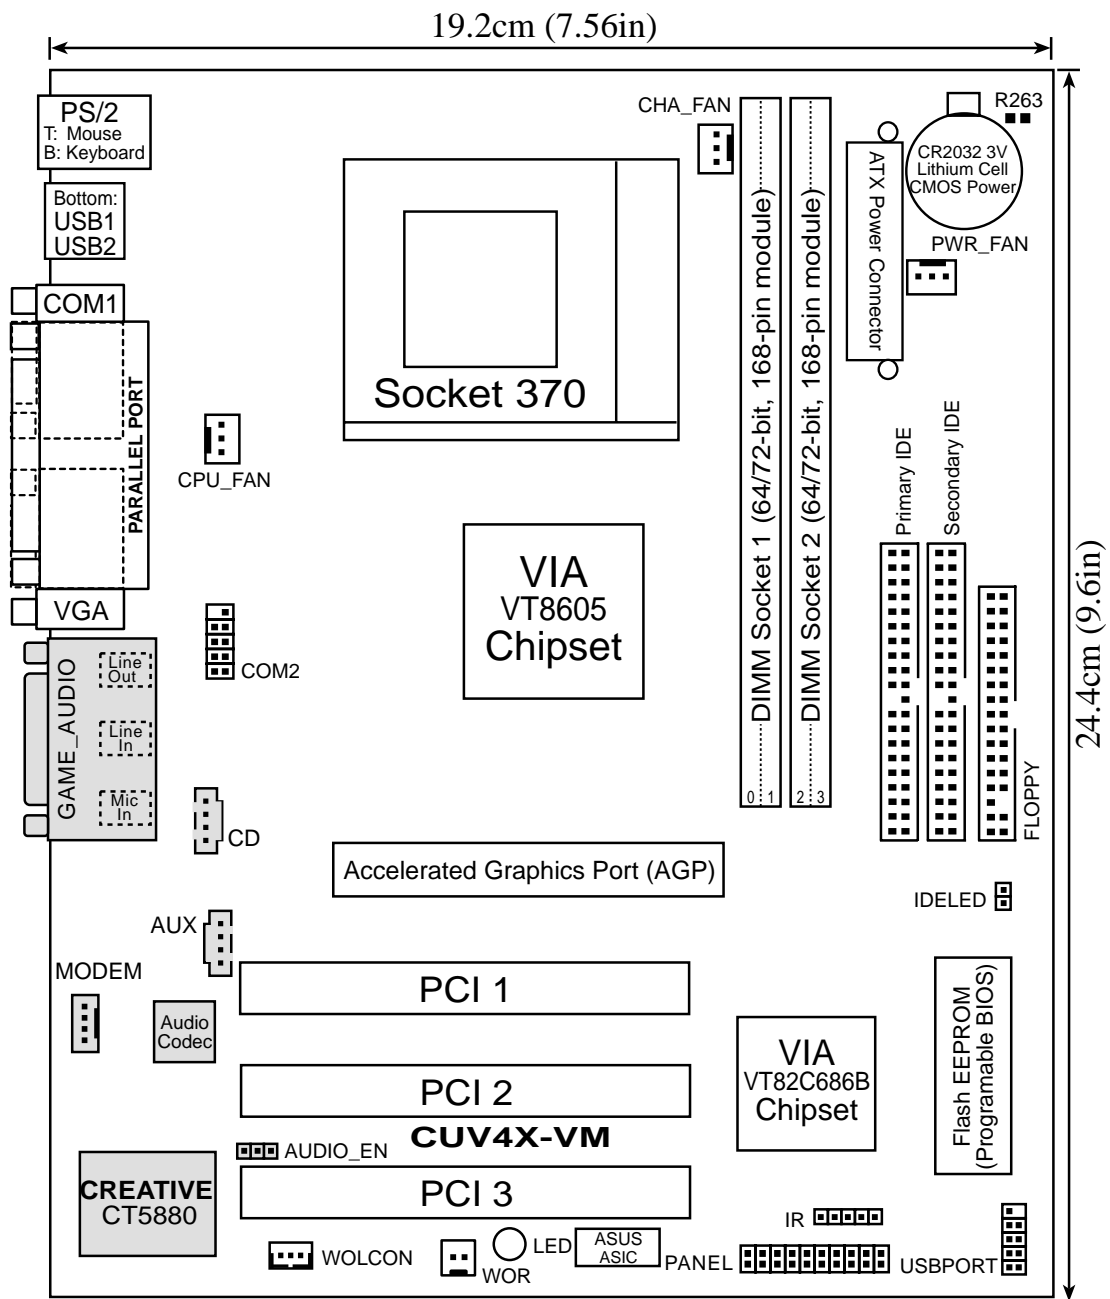 19.2cm (7.56in)
PS/2
T: Mouse
B: Keyboard
Bottom:
USB1
USB2
COM1
PARALLEL PORT
VGA
GAME_AUDIO
Line
Out
Line
In
Mic
In
CHA_FAN
R263
CR2032 3V
Lithium Cell
CMOS Power
PWR_FAN
ATX Power Connector
Socket 370
CPU_FAN
DIMM Socket 1 (64/72-bit, 168-pin module)
DIMM Socket 2 (64/72-bit, 168-pin module)
0 1
2 3
Primary IDE
Secondary IDE
FLOPPY
24.4cm (9.6in)
VIA
VT8605
Chipset
COM2
CD
Accelerated Graphics Port (AGP)
IDELED
AUX
MODEM
Audio
Codec
PCI 1
PCI 2
CUV4X-VM
AUDIO_EN
PCI 3
VIA
VT82C686B
Chipset
Flash EEPROM
(Programable BIOS)
CREATIVE
CT5880
WOLCON
WOR
LED
ASUS
ASIC
IR
PANEL
USBPORT